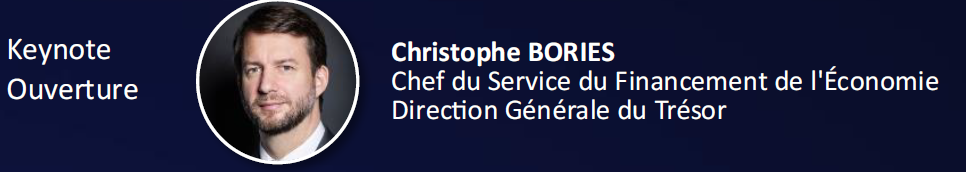 Keynote
Ouverture
Christophe BORIES
Chef du Service du Financement de l'Économie
Direction Générale du Trésor